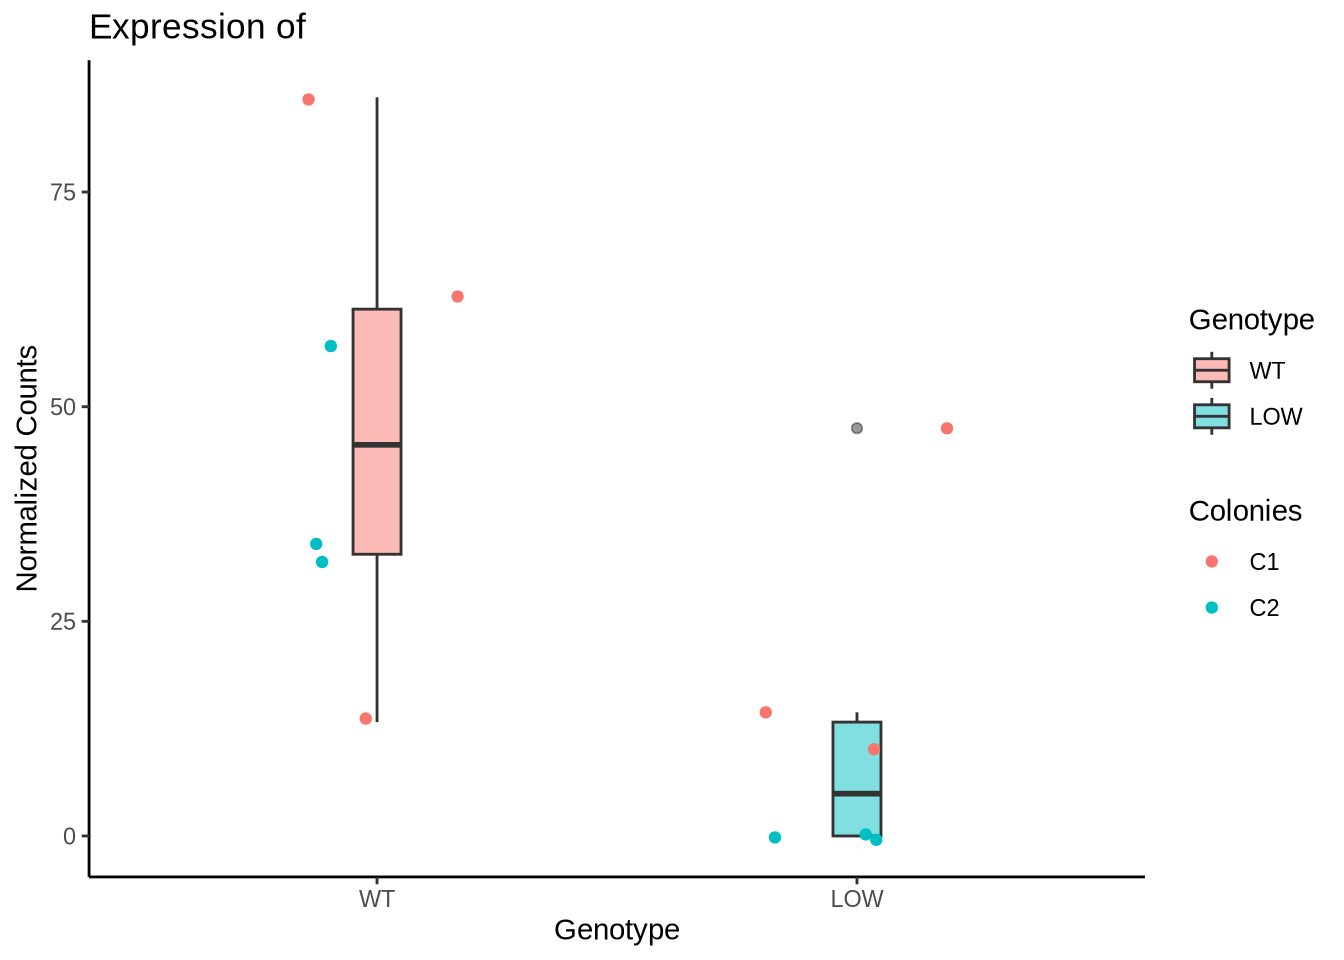 Expression of
Normalized Counts
75
50
25
0
WT
LOW
Genotype
Genotype
WT
LOW
Colonies
C1
C2